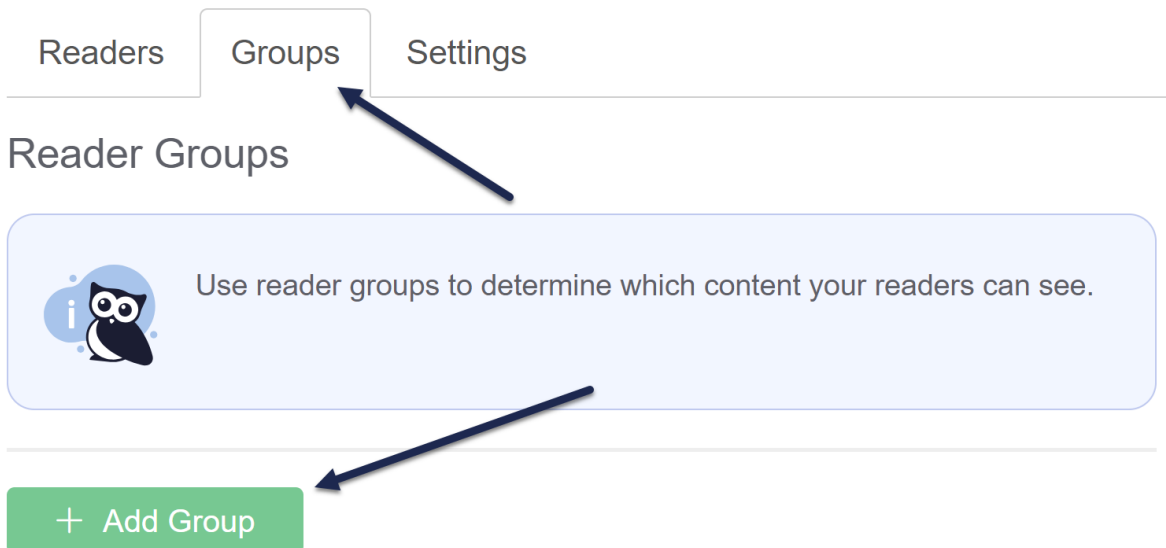 Readers Groups Settings
Reader Groups
i Use reader groups to determine which content your readers can see.
+ Add Group